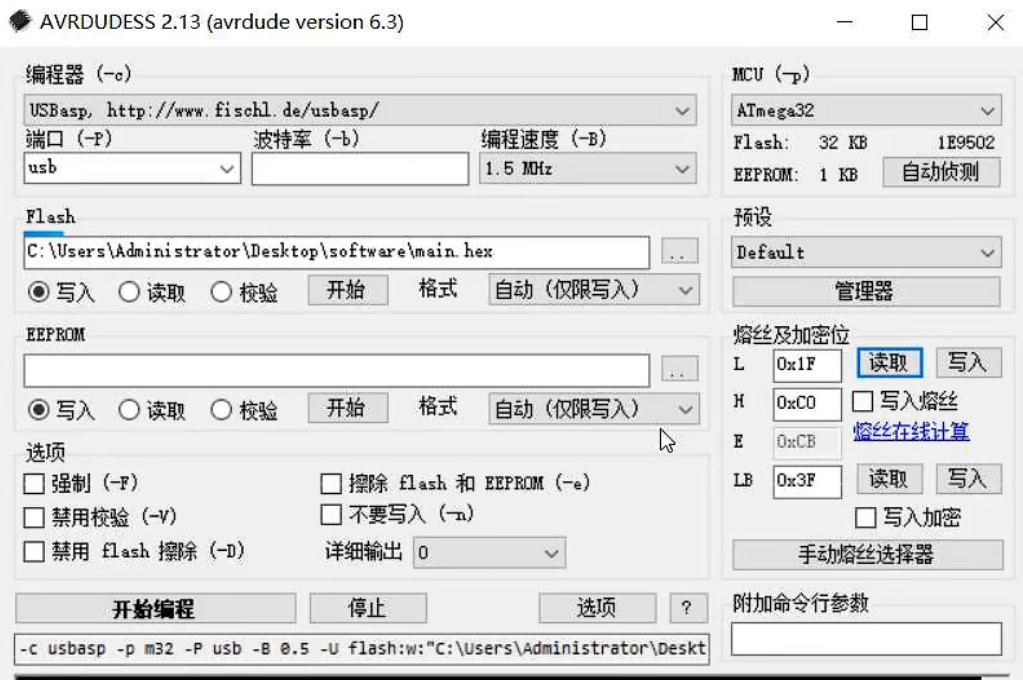 AVRDUDESS 2.13 (avrdude version 6.3)
编程器 (-c)
USBasp, http://www.fischl.de/usbasp/
端口 (-P) 波特率 (-b) 编程速度 (-B)
usb 1.5 MHz
MCU (-p)
ATmega32
Flash: 32 KB 1E9502
EEPROM: 1 KB 自动侦测
Flash
C:\Users\Administrator\Desktop\software\main.hex ..
写入 读取 校验 开始 格式 自动（仅限写入）
预设
Default
管理器
EEPROM
..
写入 读取 校验 开始 格式 自动（仅限写入）
熔丝及加密位
L 0x1F 读取 写入
H 0xC0 写入熔丝
E 0xCB 熔丝在线计算
LB 0x3F 读取 写入
写入加密
手动熔丝选择器
选项
强制 (-F) 擦除 flash 和 EEPROM (-e)
禁用校验 (-V) 不要写入 (-n)
禁用 flash 擦除 (-D) 详细输出 0
开始编程 停止 选项 ?
附加命令行参数
-c usbasp -p m32 -P usb -B 0.5 -U flash:w:"C:\Users\Administrator\Deskt